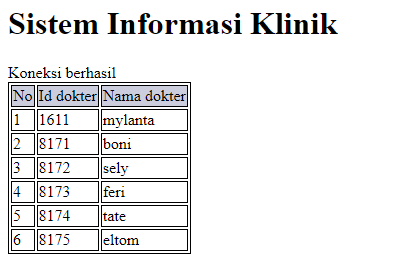 Sistem Informasi Klinik
Koneksi berhasil
No Id dokter Nama dokter
1 1611 mylanta
2 8171 boni
3 8172 sely
4 8173 feri
5 8174 tate
6 8175 eltom